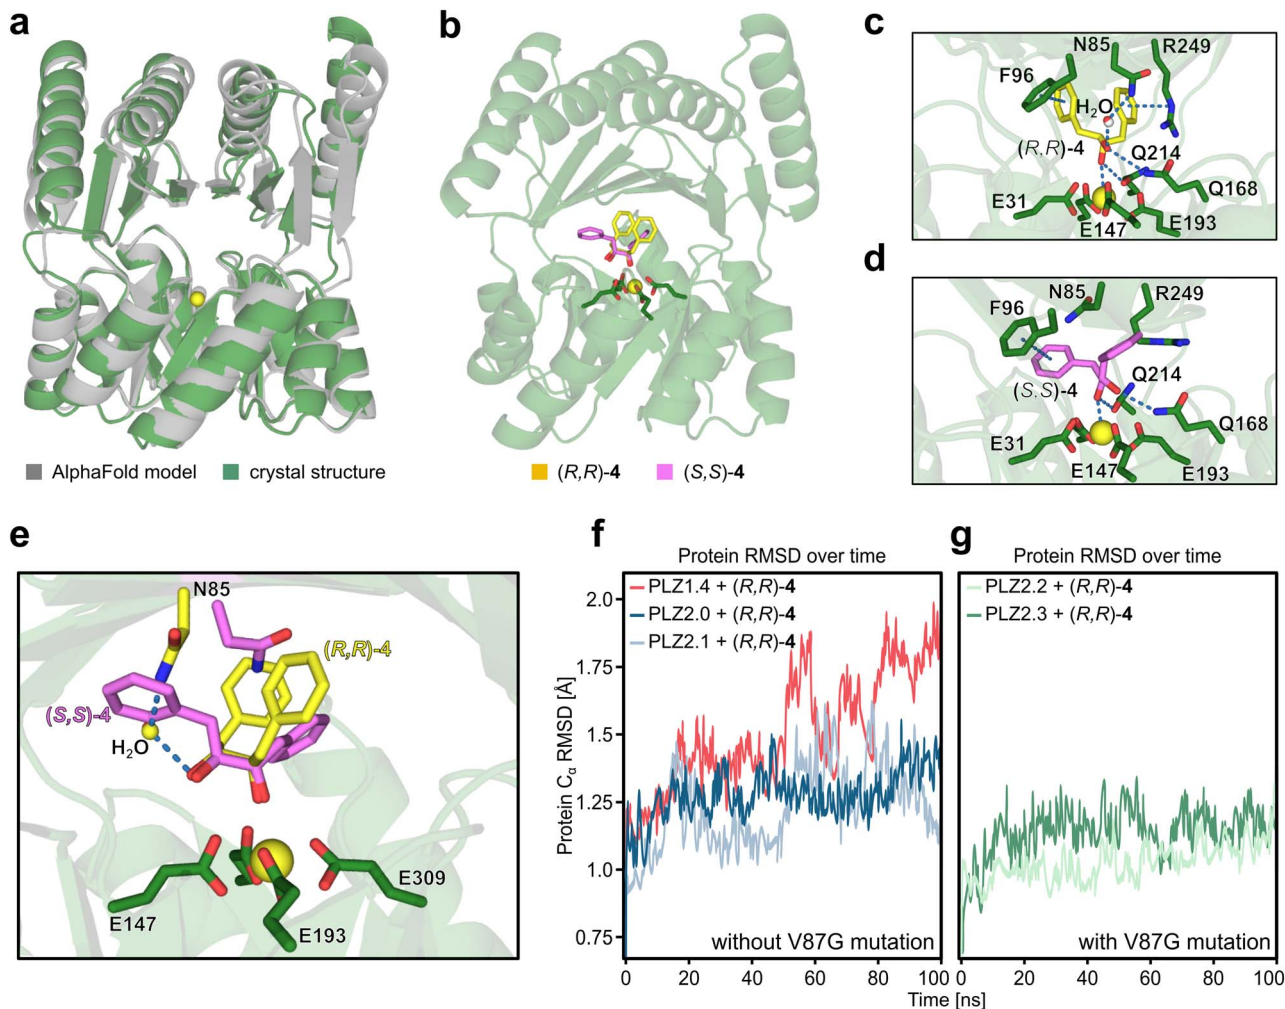 a
AlphaFold model
crystal structure
b
(R,R)-4
(S,S)-4
c
N85
R249
F96
H2O
(R,R)-4
Q214
E31
Q168
E147
E193
d
N85
R249
F96
(S,S)-4
Q214
E31
Q168
E147
E193
e
N85
(R,R)-4
(S,S)-4
H2O
E309
E147
E193
f
Protein RMSD over time
PLZ1.4 + (R,R)-4
PLZ2.0 + (R,R)-4
PLZ2.1 + (R,R)-4
Protein Cα RMSD [Å]
2.0
1.75
1.5
1.25
1.0
0.75
without V87G mutation
0 20 40 60 80 100
g
Protein RMSD over time
PLZ2.2 + (R,R)-4
PLZ2.3 + (R,R)-4
with V87G mutation
0 20 40 60 80 100
Time [ns]